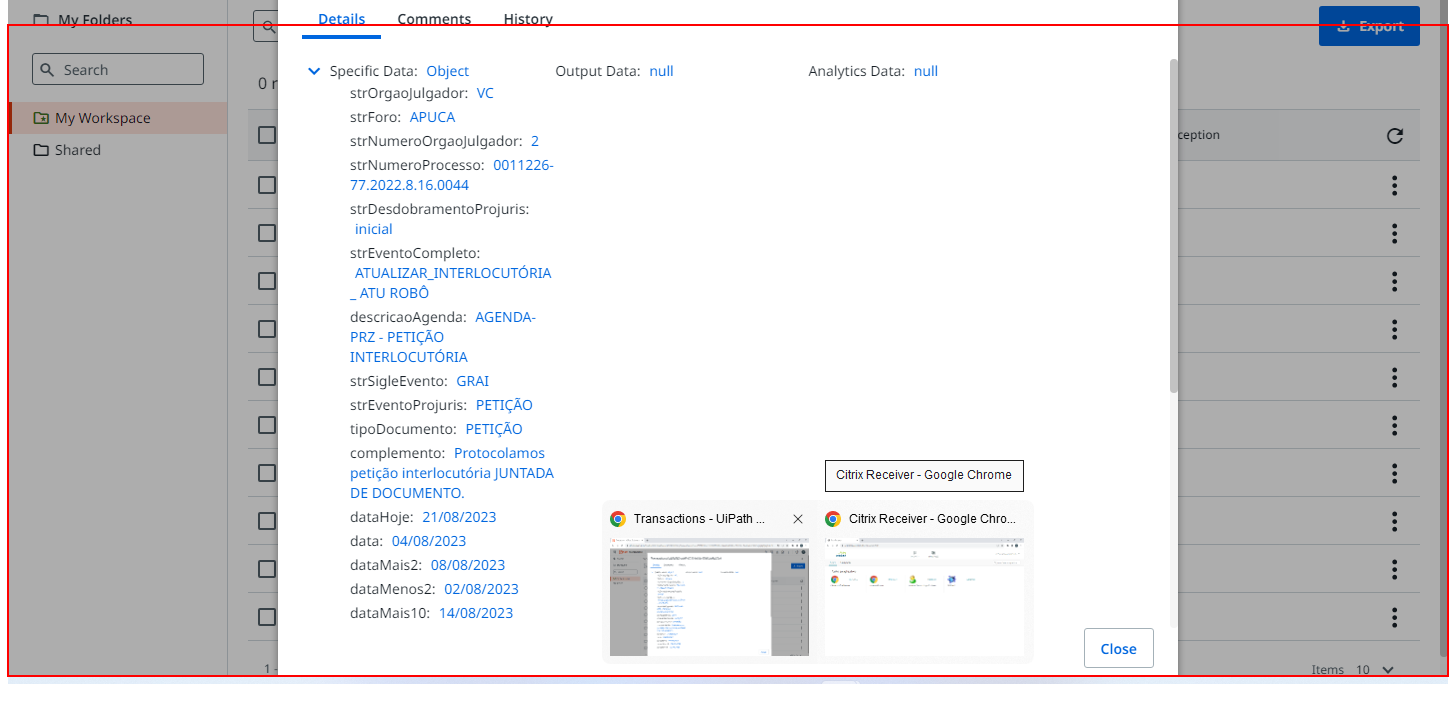 My Folders
Details Comments History
Export
Search
Specific Data: Object Output Data: null Analytics Data: null
0 r
strOrgaoJulgador: VC
My Workspace
strForo: APUCA
ception
strNumeroOrgaoJulgador: 2
Shared
strNumeroProcesso: 0011226-
77.2022.8.16.0044
strDesdobramentoProjuris:
inicial
strEventoCompleto:
ATUALIZAR_INTERLOCUTÓRIA
_ ATU ROBÔ
descricaoAgenda: AGENDA-
PRZ - PETIÇÃO
INTERLOCUTÓRIA
strSigleEvento: GRAI
strEventoProjuris: PETIÇÃO
tipoDocumento: PETIÇÃO
complemento: Protocolamos
petição interlocutória JUNTADA
DE DOCUMENTO.
Citrix Receiver - Google Chrome
dataHoje: 21/08/2023
Transactions - UiPath ... Citrix Receiver - Google Chro...
data: 04/08/2023
dataMais2: 08/08/2023
dataMenos2: 02/08/2023
dataMais10: 14/08/2023
Close
1 -
Items 10